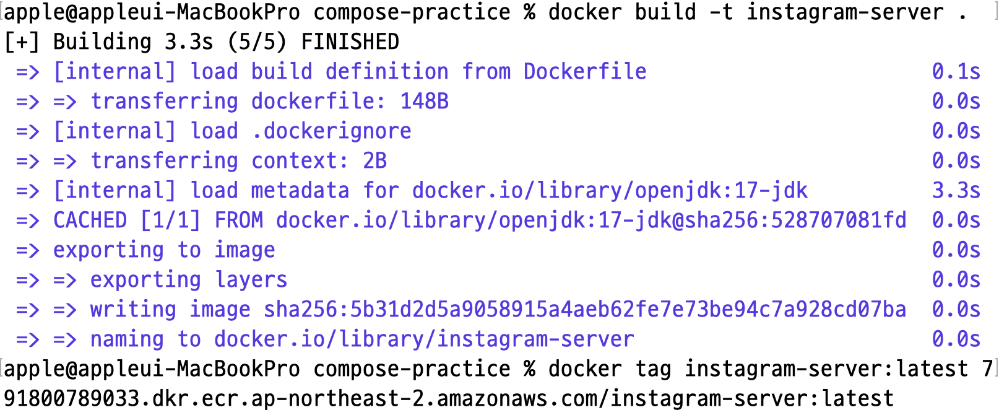 apple@appleui-MacBookPro compose-practice % docker build -t instagram-server .
[+] Building 3.3s (5/5) FINISHED
=> [internal] load build definition from Dockerfile 0.1s
=> => transferring dockerfile: 148B 0.0s
=> [internal] load .dockerignore 0.0s
=> => transferring context: 2B 0.0s
=> [internal] load metadata for docker.io/library/openjdk:17-jdk 3.3s
=> CACHED [1/1] FROM docker.io/library/openjdk:17-jdk@sha256:528707081fd 0.0s
=> exporting to image 0.0s
=> => exporting layers 0.0s
=> => writing image sha256:5b31d2d5a9058915a4aeb62fe7e73be94c7a928cd07ba 0.0s
=> => naming to docker.io/library/instagram-server 0.0s
apple@appleui-MacBookPro compose-practice % docker tag instagram-server:latest 7
91800789033.dkr.ecr.ap-northeast-2.amazonaws.com/instagram-server:latest